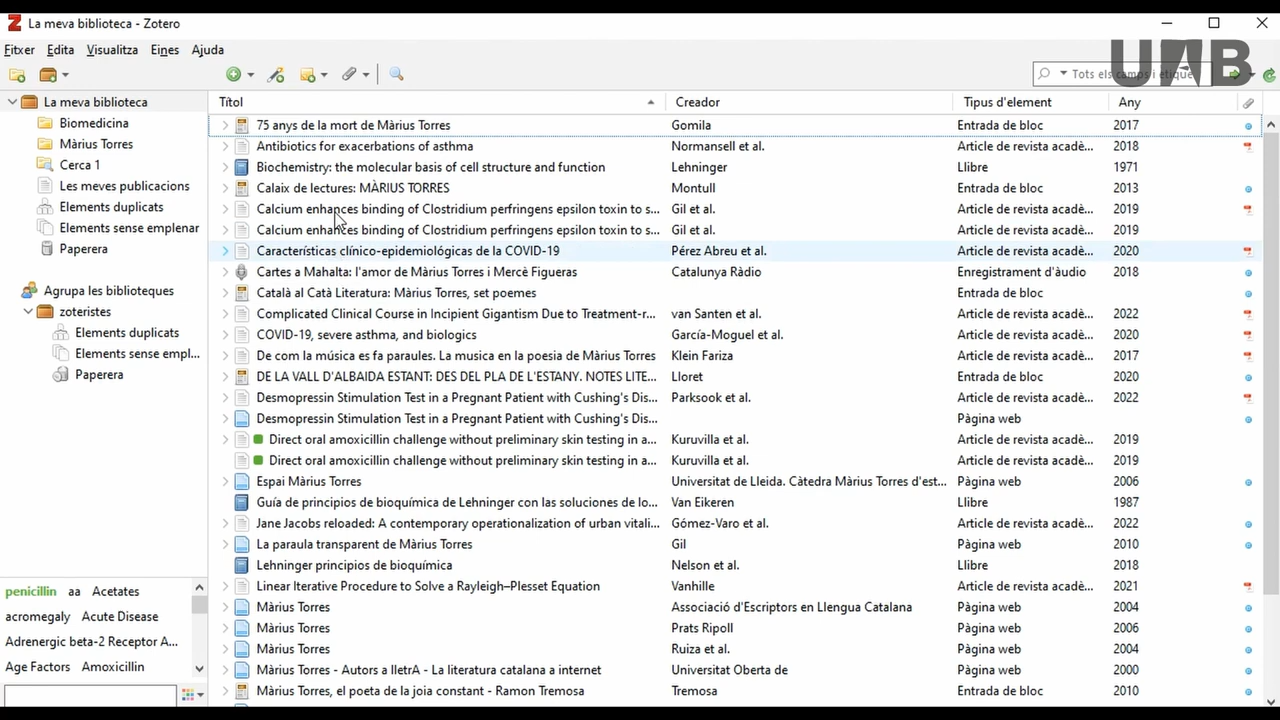 La meva biblioteca - Zotero
Fitxer Edita Visualitza Eines Ajuda
UAB
Tots els camps i etique
La meva biblioteca
Biomedicina
Màrius Torres
Cerca 1
Les meves publicacions
Elements duplicats
Elements sense emplenar
Paperera
Agrupa les biblioteques
zoteristes
Elements duplicats
Elements sense empl...
Paperera
penicillin aa Acetates
acromegaly Acute Disease
Adrenergic beta-2 Receptor A...
Age Factors Amoxicillin
Títol Creador Tipus d'element Any
75 anys de la mort de Màrius Torres Gomila Entrada de bloc 2017
Antibiotics for exacerbations of asthma Normansell et al. Article de revista acadè... 2018
Biochemistry: the molecular basis of cell structure and function Lehninger Llibre 1971
Calaix de lectures: MÀRIUS TORRES Montull Entrada de bloc 2013
Calcium enhances binding of Clostridium perfringens epsilon toxin to s... Gil et al. Article de revista acadè... 2019
Calcium enhances binding of Clostridium perfringens epsilon toxin to s... Gil et al. Article de revista acadè... 2019
Características clínico-epidemiológicas de la COVID-19 Pérez Abreu et al. Article de revista acadè... 2020
Cartes a Mahalta: l'amor de Màrius Torres i Mercè Figueras Catalunya Ràdio Enregistrament d'àudio 2018
Català al Catà Literatura: Màrius Torres, set poemes Entrada de bloc
Complicated Clinical Course in Incipient Gigantism Due to Treatment-r... van Santen et al. Article de revista acadè... 2022
COVID-19, severe asthma, and biologics García-Moguel et al. Article de revista acadè... 2020
De com la música es fa paraules. La musica en la poesia de Màrius Torres Klein Fariza Article de revista acadè... 2017
DE LA VALL D'ALBAIDA ESTANT: DES DEL PLA DE L'ESTANY. NOTES LITE... Lloret Entrada de bloc 2020
Desmopressin Stimulation Test in a Pregnant Patient with Cushing's Dis... Parksook et al. Article de revista acadè... 2022
Desmopressin Stimulation Test in a Pregnant Patient with Cushing's Dis... Pàgina web
Direct oral amoxicillin challenge without preliminary skin testing in a... Kuruvilla et al. Article de revista acadè... 2019
Direct oral amoxicillin challenge without preliminary skin testing in a... Kuruvilla et al. Article de revista acadè... 2019
Espai Màrius Torres Universitat de Lleida. Càtedra Màrius Torres d'est... Pàgina web 2006
Guía de principios de bioquímica de Lehninger con las soluciones de lo... Van Eikeren Llibre 1987
Jane Jacobs reloaded: A contemporary operationalization of urban vitali... Gómez-Varo et al. Article de revista acadè... 2022
La paraula transparent de Màrius Torres Gil Pàgina web 2010
Lehninger principios de bioquímica Nelson et al. Llibre 2018
Linear Iterative Procedure to Solve a Rayleigh–Plesset Equation Vanhille Article de revista acadè... 2021
Màrius Torres Associació d'Escriptors en Llengua Catalana Pàgina web 2004
Màrius Torres Prats Ripoll Pàgina web 2006
Màrius Torres Ruiza et al. Pàgina web 2004
Màrius Torres - Autors a lletrA - La literatura catalana a internet Universitat Oberta de Pàgina web 2000
Màrius Torres, el poeta de la joia constant - Ramon Tremosa Tremosa Entrada de bloc 2010